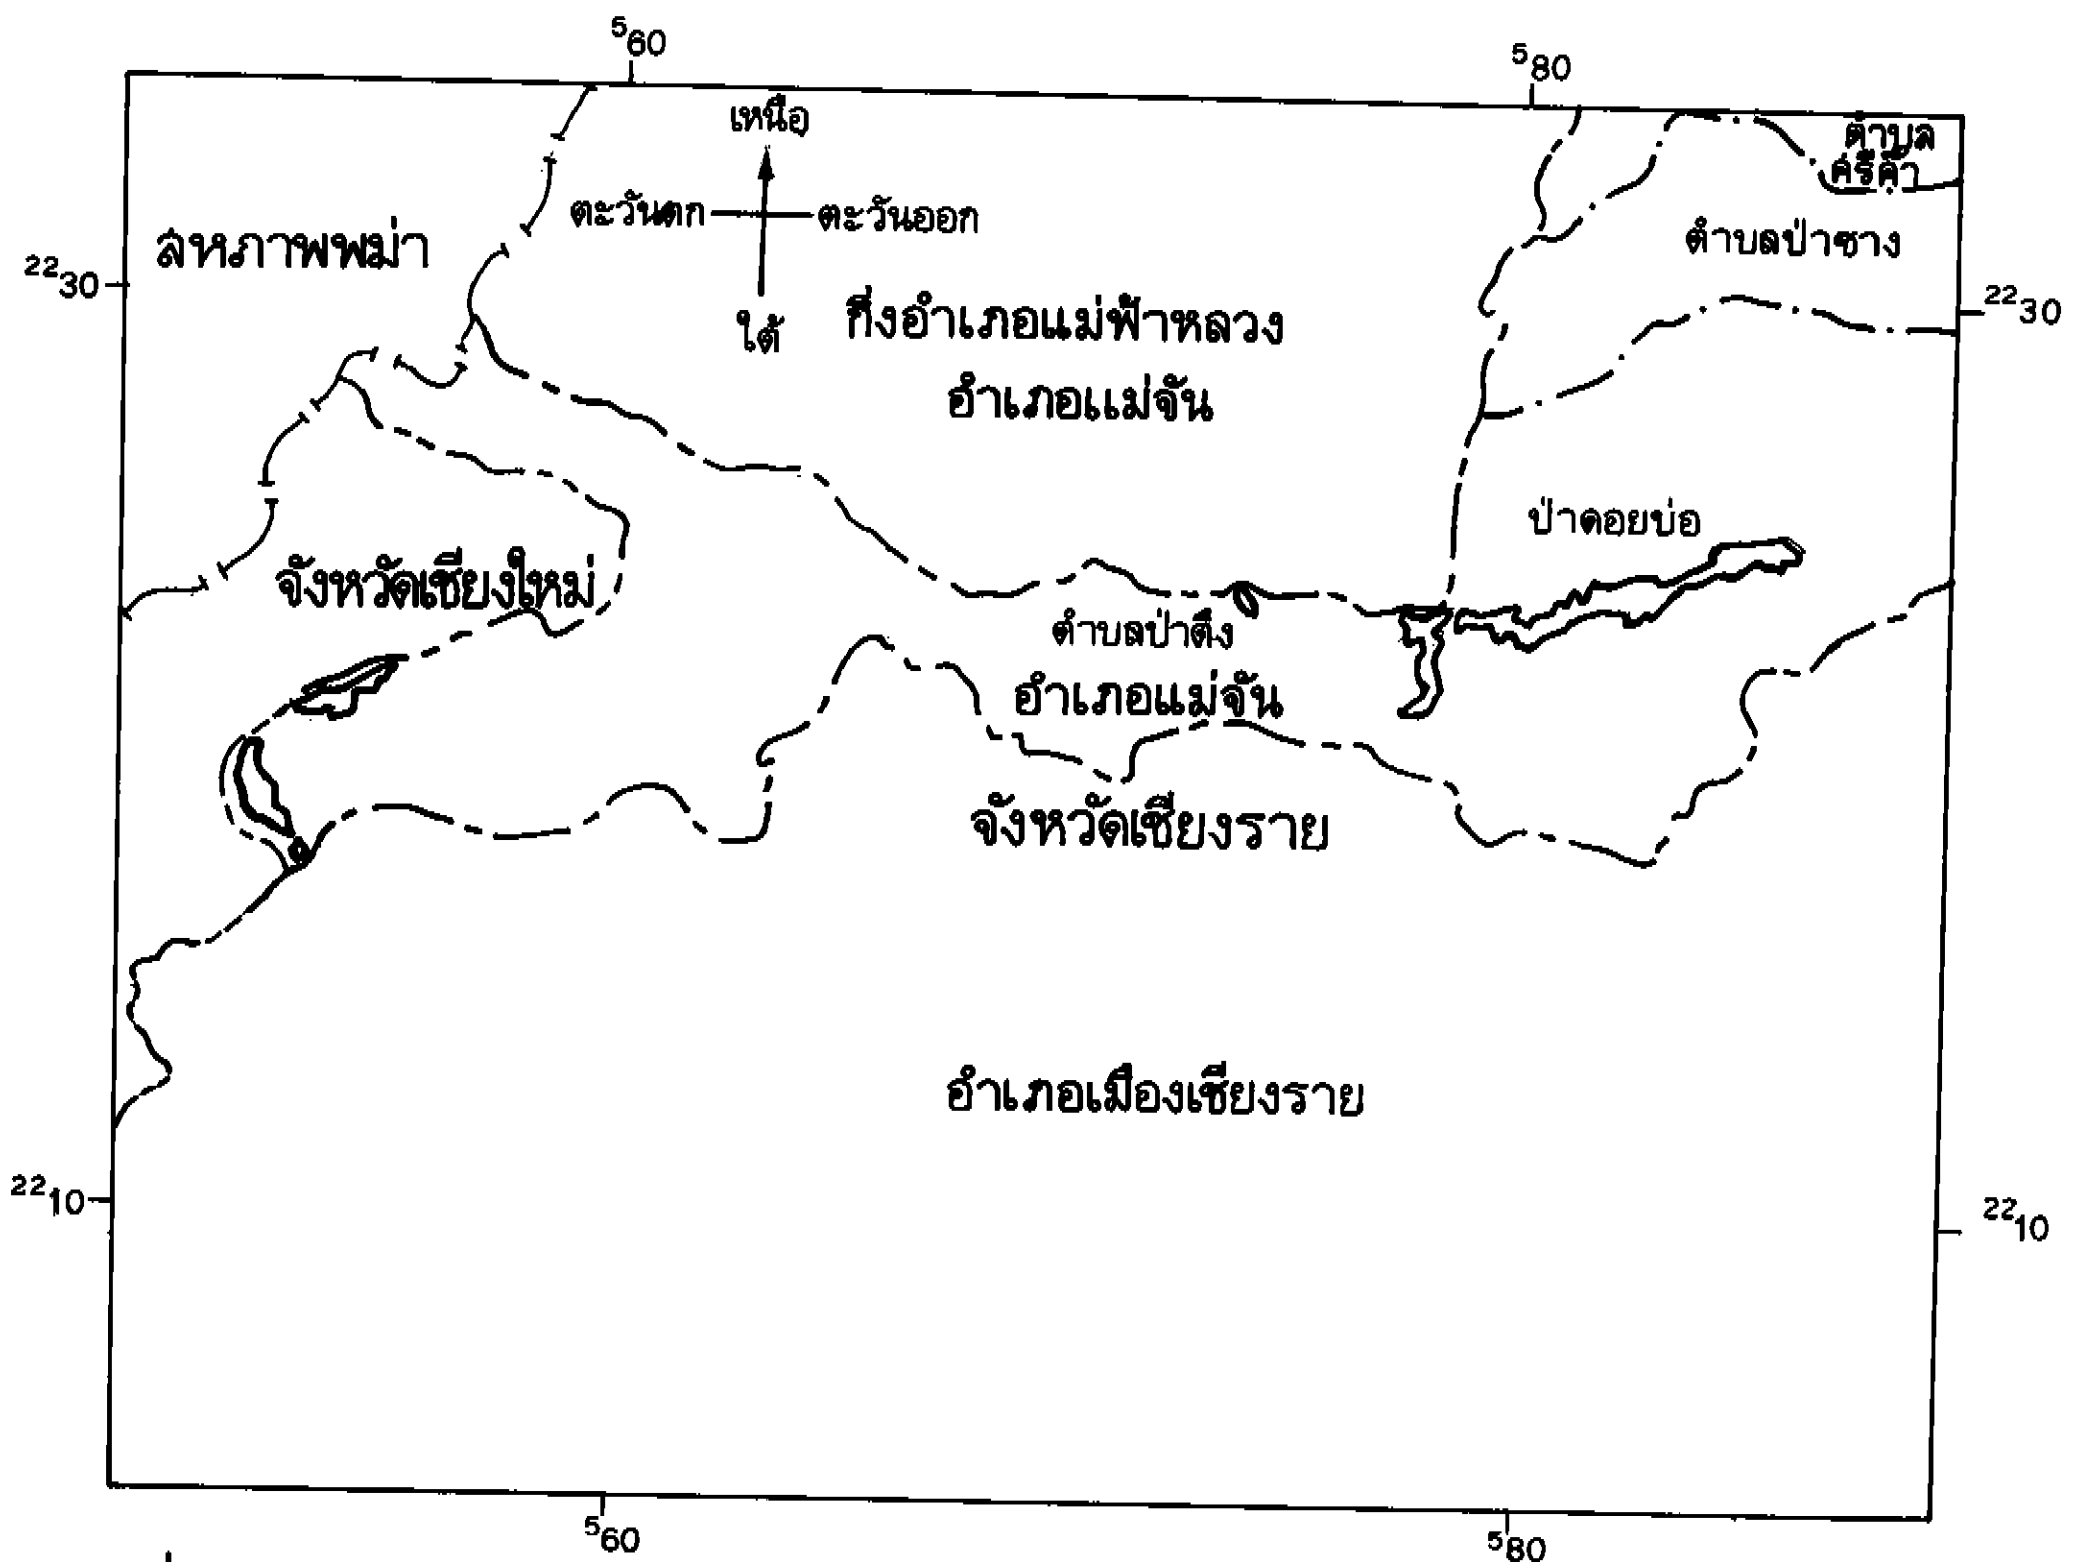 ⁵60
⁵80
เหนือ
ตำบล
ศรีค้ำ
ตะวันตก
ตะวันออก
ตำบลป่าซาง
สหภาพพม่า
²²30
²²30
ใต้
กิ่งอำเภอแม่ฟ้าหลวง
อำเภอแม่จัน
ป่าดอยบ่อ
จังหวัดเชียงใหม่
ตำบลป่าตึง
อำเภอแม่จัน
จังหวัดเชียงราย
อำเภอเมืองเชียงราย
²²10
²²10
⁵60
⁵80